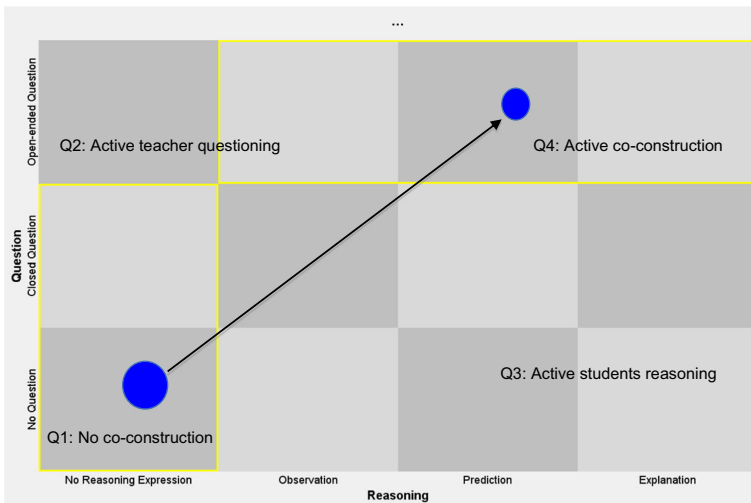 ...
Open-ended Question
Q2: Active teacher questioning
Q4: Active co-construction
Question
Closed Question
No Question
Q3: Active students reasoning
Q1: No co-construction
No Reasoning Expression
Observation
Prediction
Explanation
Reasoning